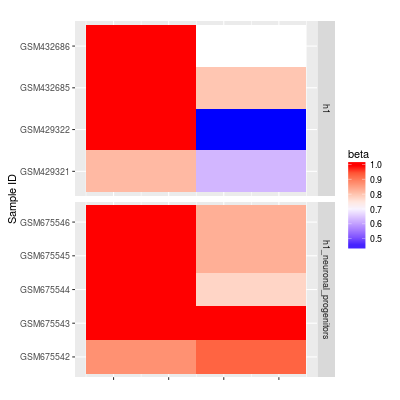 GSM432686
GSM432685
GSM429322
GSM429321
h1
GSM675546
GSM675545
GSM675544
GSM675543
GSM675542
h1_neuronal_progenitors
Sample ID
beta
1.0
0.9
0.8
0.7
0.6
0.5